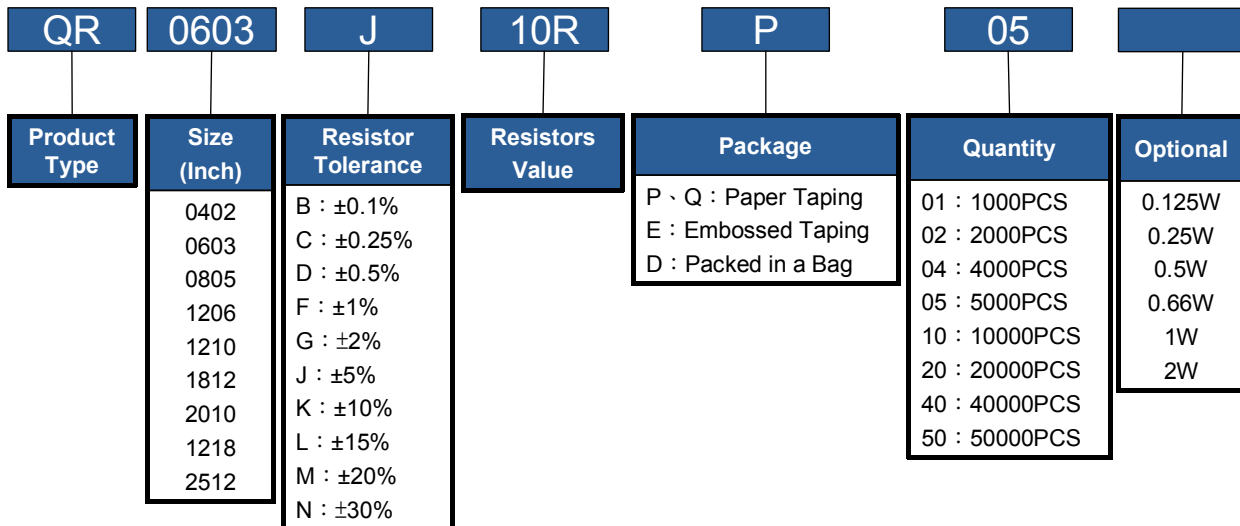 QR 0603 J 10R P 05
Product
Type
Size
(Inch)
0402
0603
0805
1206
1210
1812
2010
1218
2512
Resistor
Tolerance
B：±0.1%
C：±0.25%
D：±0.5%
F：±1%
G：±2%
J：±5%
K：±10%
L：±15%
M：±20%
N：±30%
Resistors
Value
Package
P、Q：Paper Taping
E：Embossed Taping
D：Packed in a Bag
Quantity
01：1000PCS
02：2000PCS
04：4000PCS
05：5000PCS
10：10000PCS
20：20000PCS
40：40000PCS
50：50000PCS
Optional
0.125W
0.25W
0.5W
0.66W
1W
2W